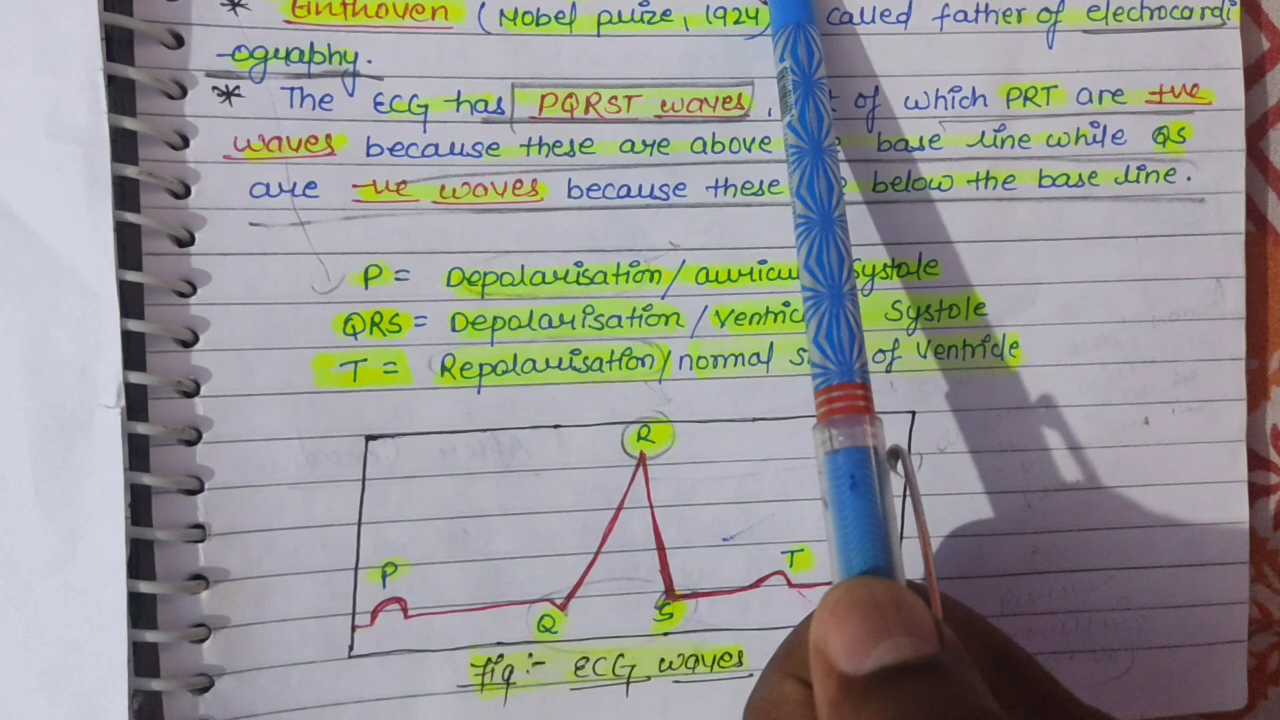 * Einthoven (Nobel prize, 1924) called father of electrocardi
-ography.
* The ECG has PQRST waves, of which PRT are +ve
waves because these are above base line while QS
are -ve waves because these below the base line.
P = Depolarisation / auricu Systole
QRS = Depolarisation / Ventric Systole
T = Repolarisation / normal s of Ventricle
R
P
T
Q
S
Fig :- ECG waves